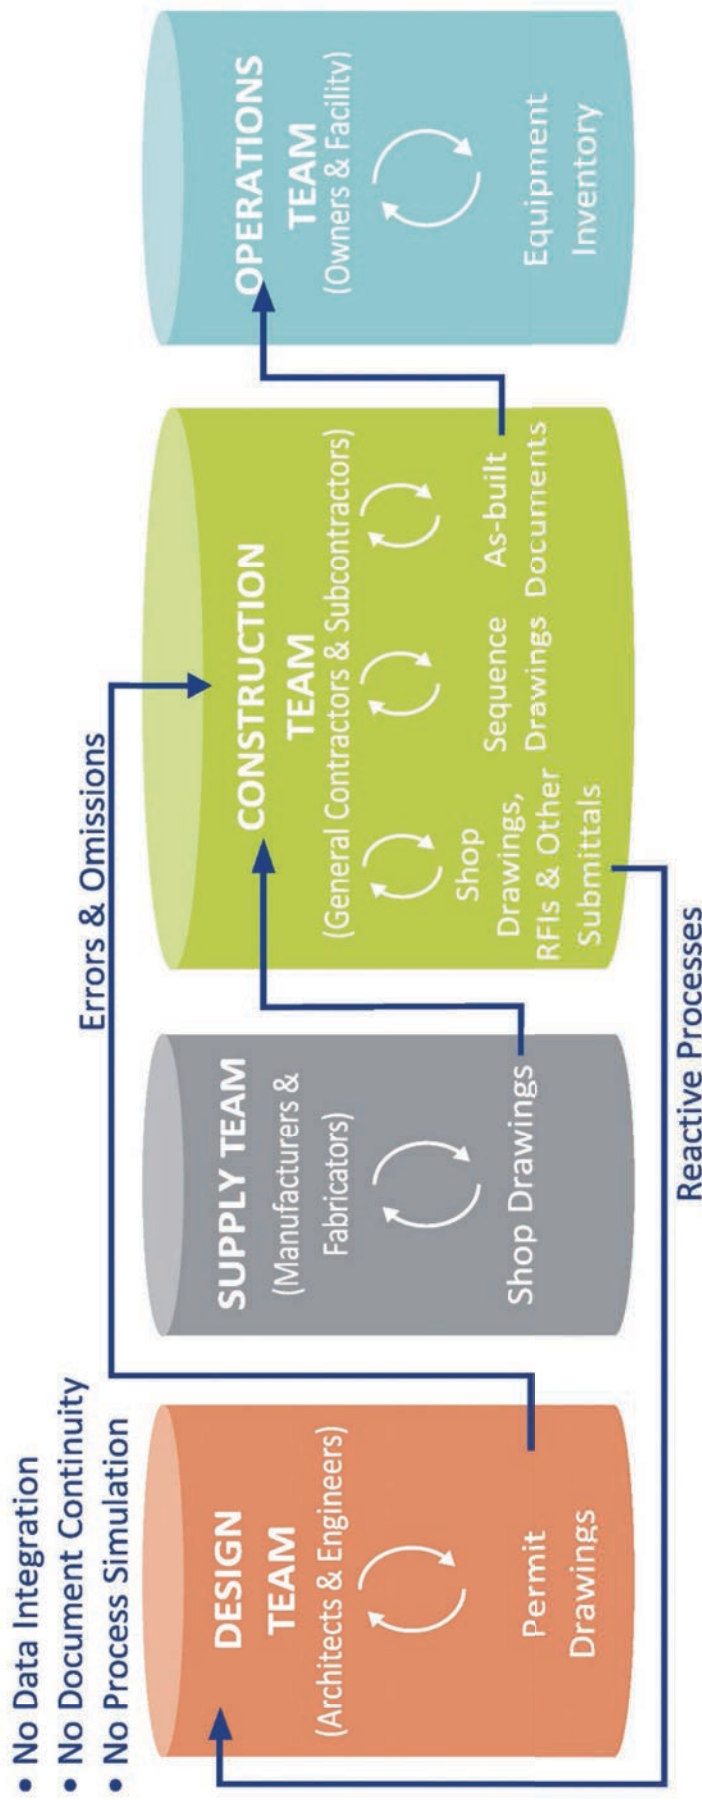 • No Data Integration
• No Document Continuity
• No Process Simulation
Errors & Omissions
DESIGN
TEAM
(Architects & Engineers)
Permit
Drawings
SUPPLY TEAM
(Manufacturers &
Fabricators)
Shop Drawings
CONSTRUCTION
TEAM
(General Contractors & Subcontractors)
Shop
Drawings,
RFIs & Other
Submittals
Sequence
Drawings
As-built
Documents
OPERATIONS
TEAM
(Owners & Facility)
Equipment
Inventory
Reactive Processes